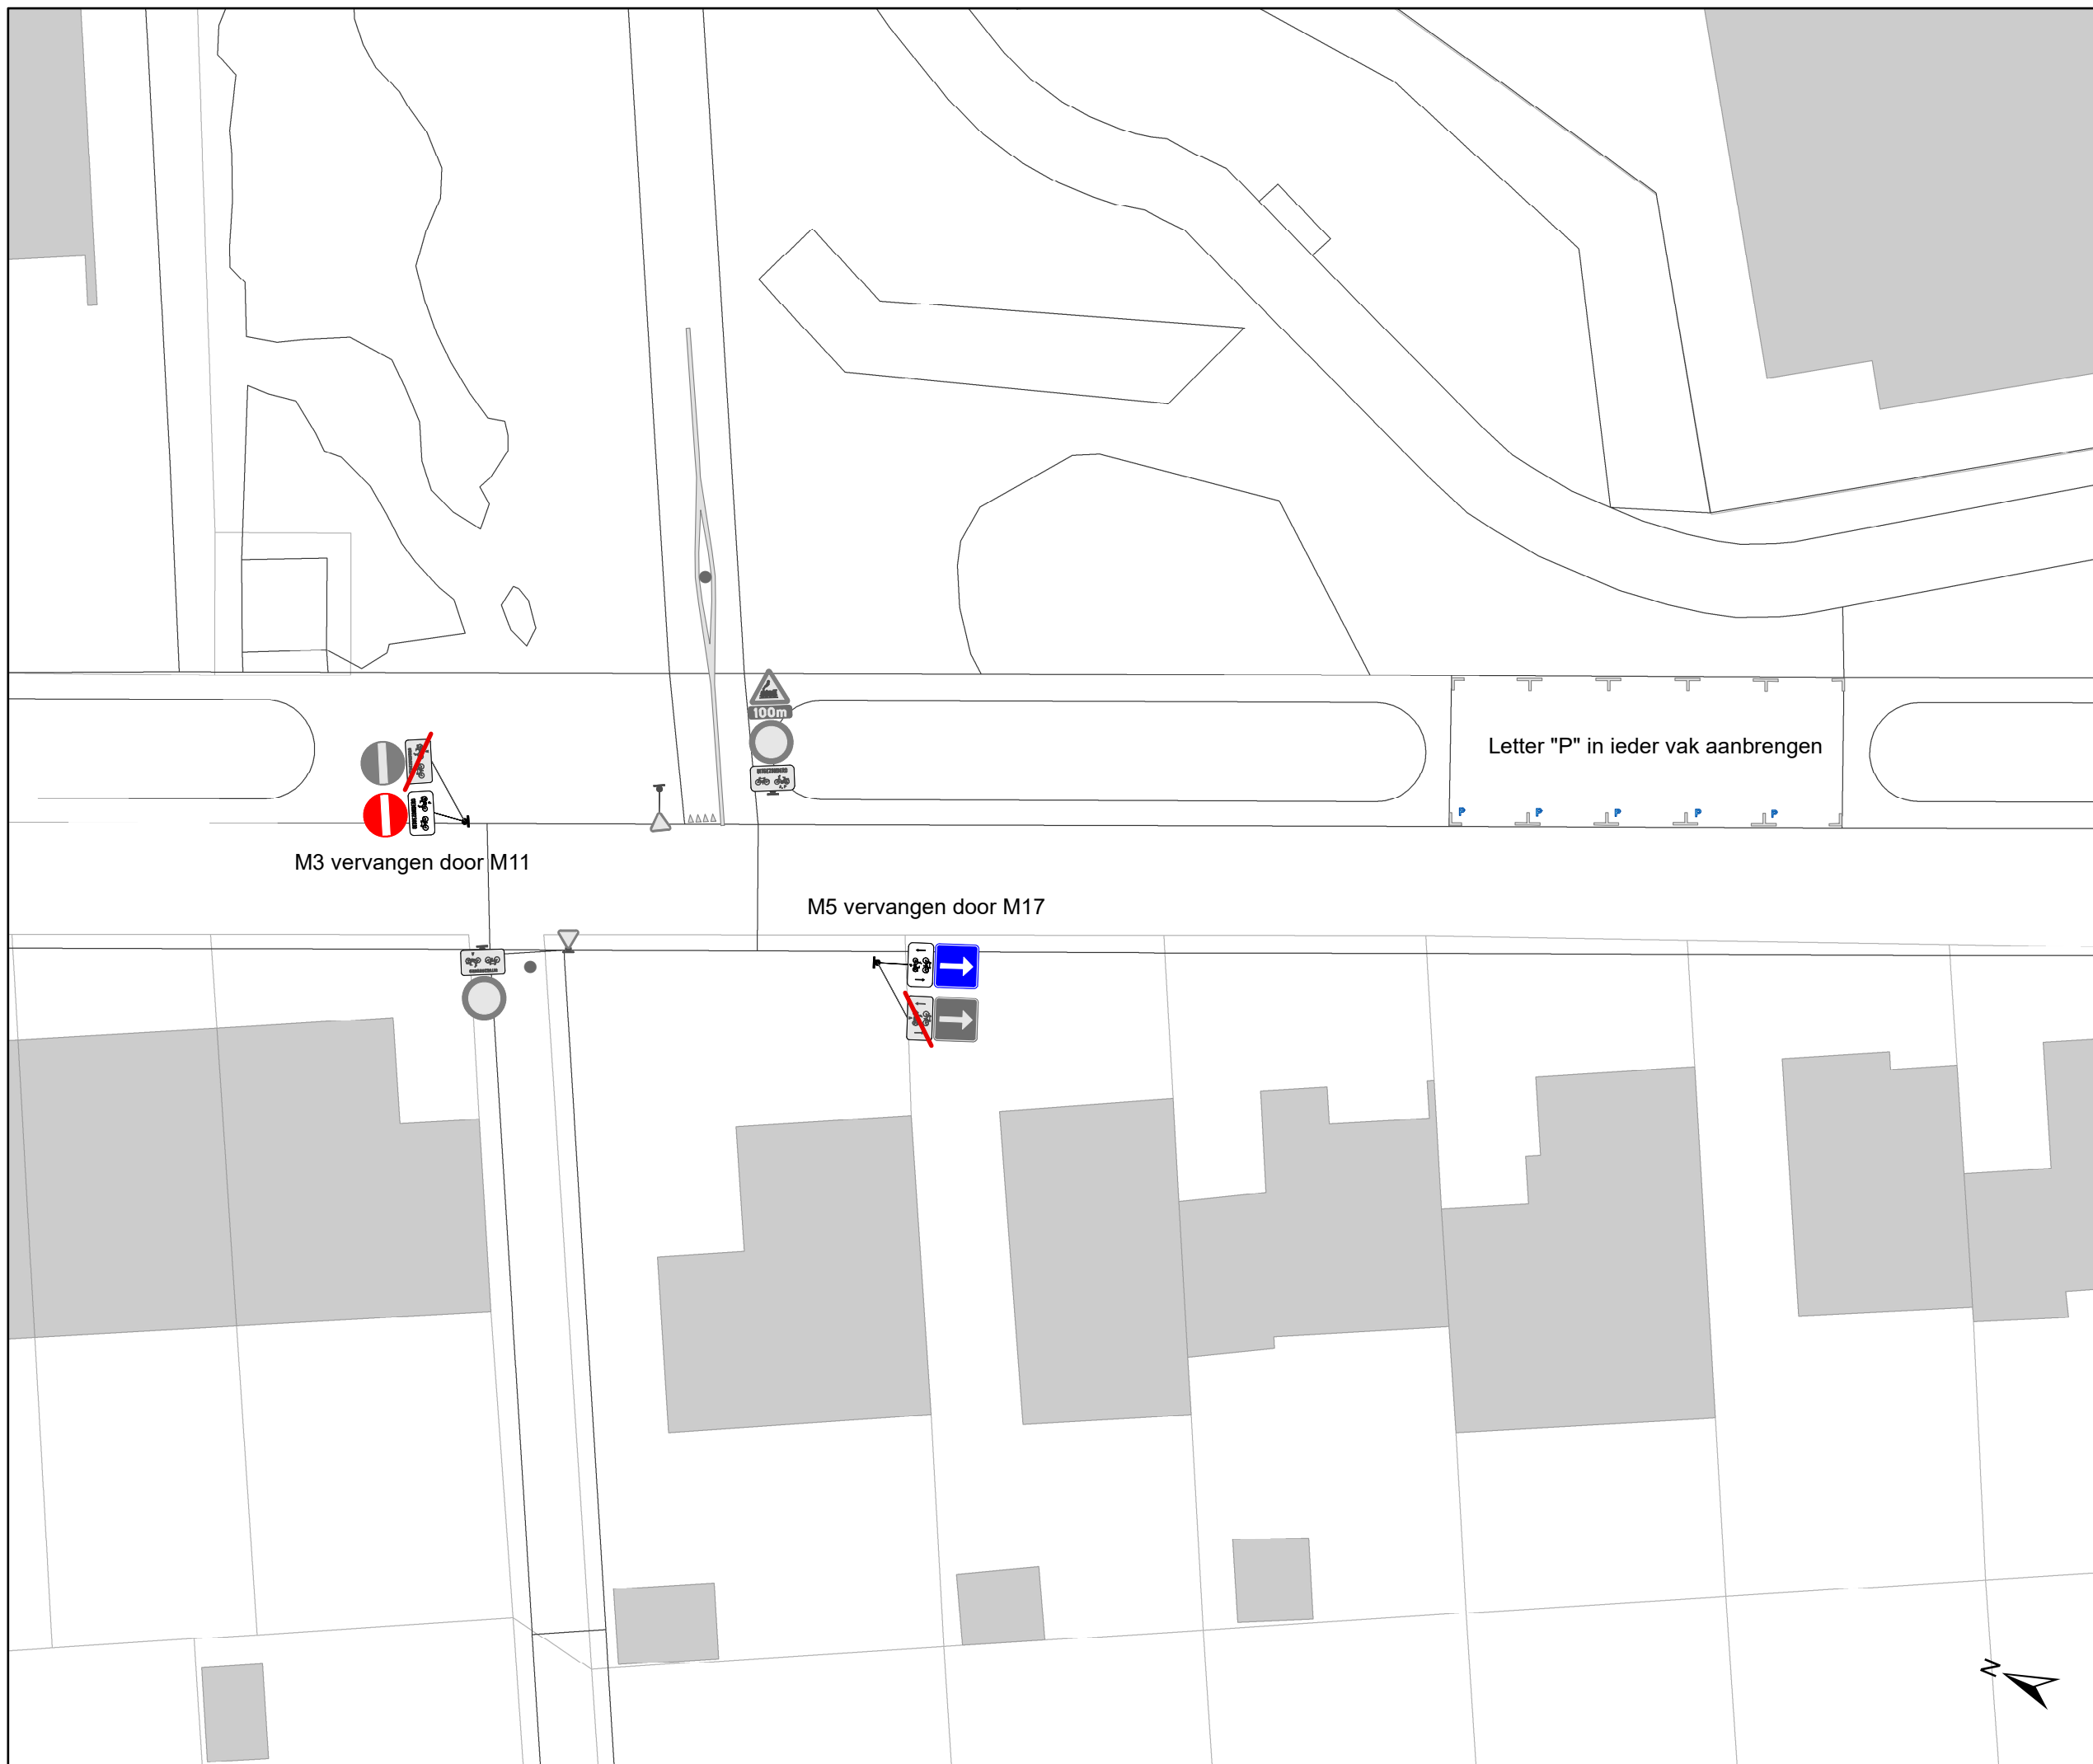 100m
Letter "P" in ieder vak aanbrengen
P P P P P
M3 vervangen door M11
M5 vervangen door M17
N